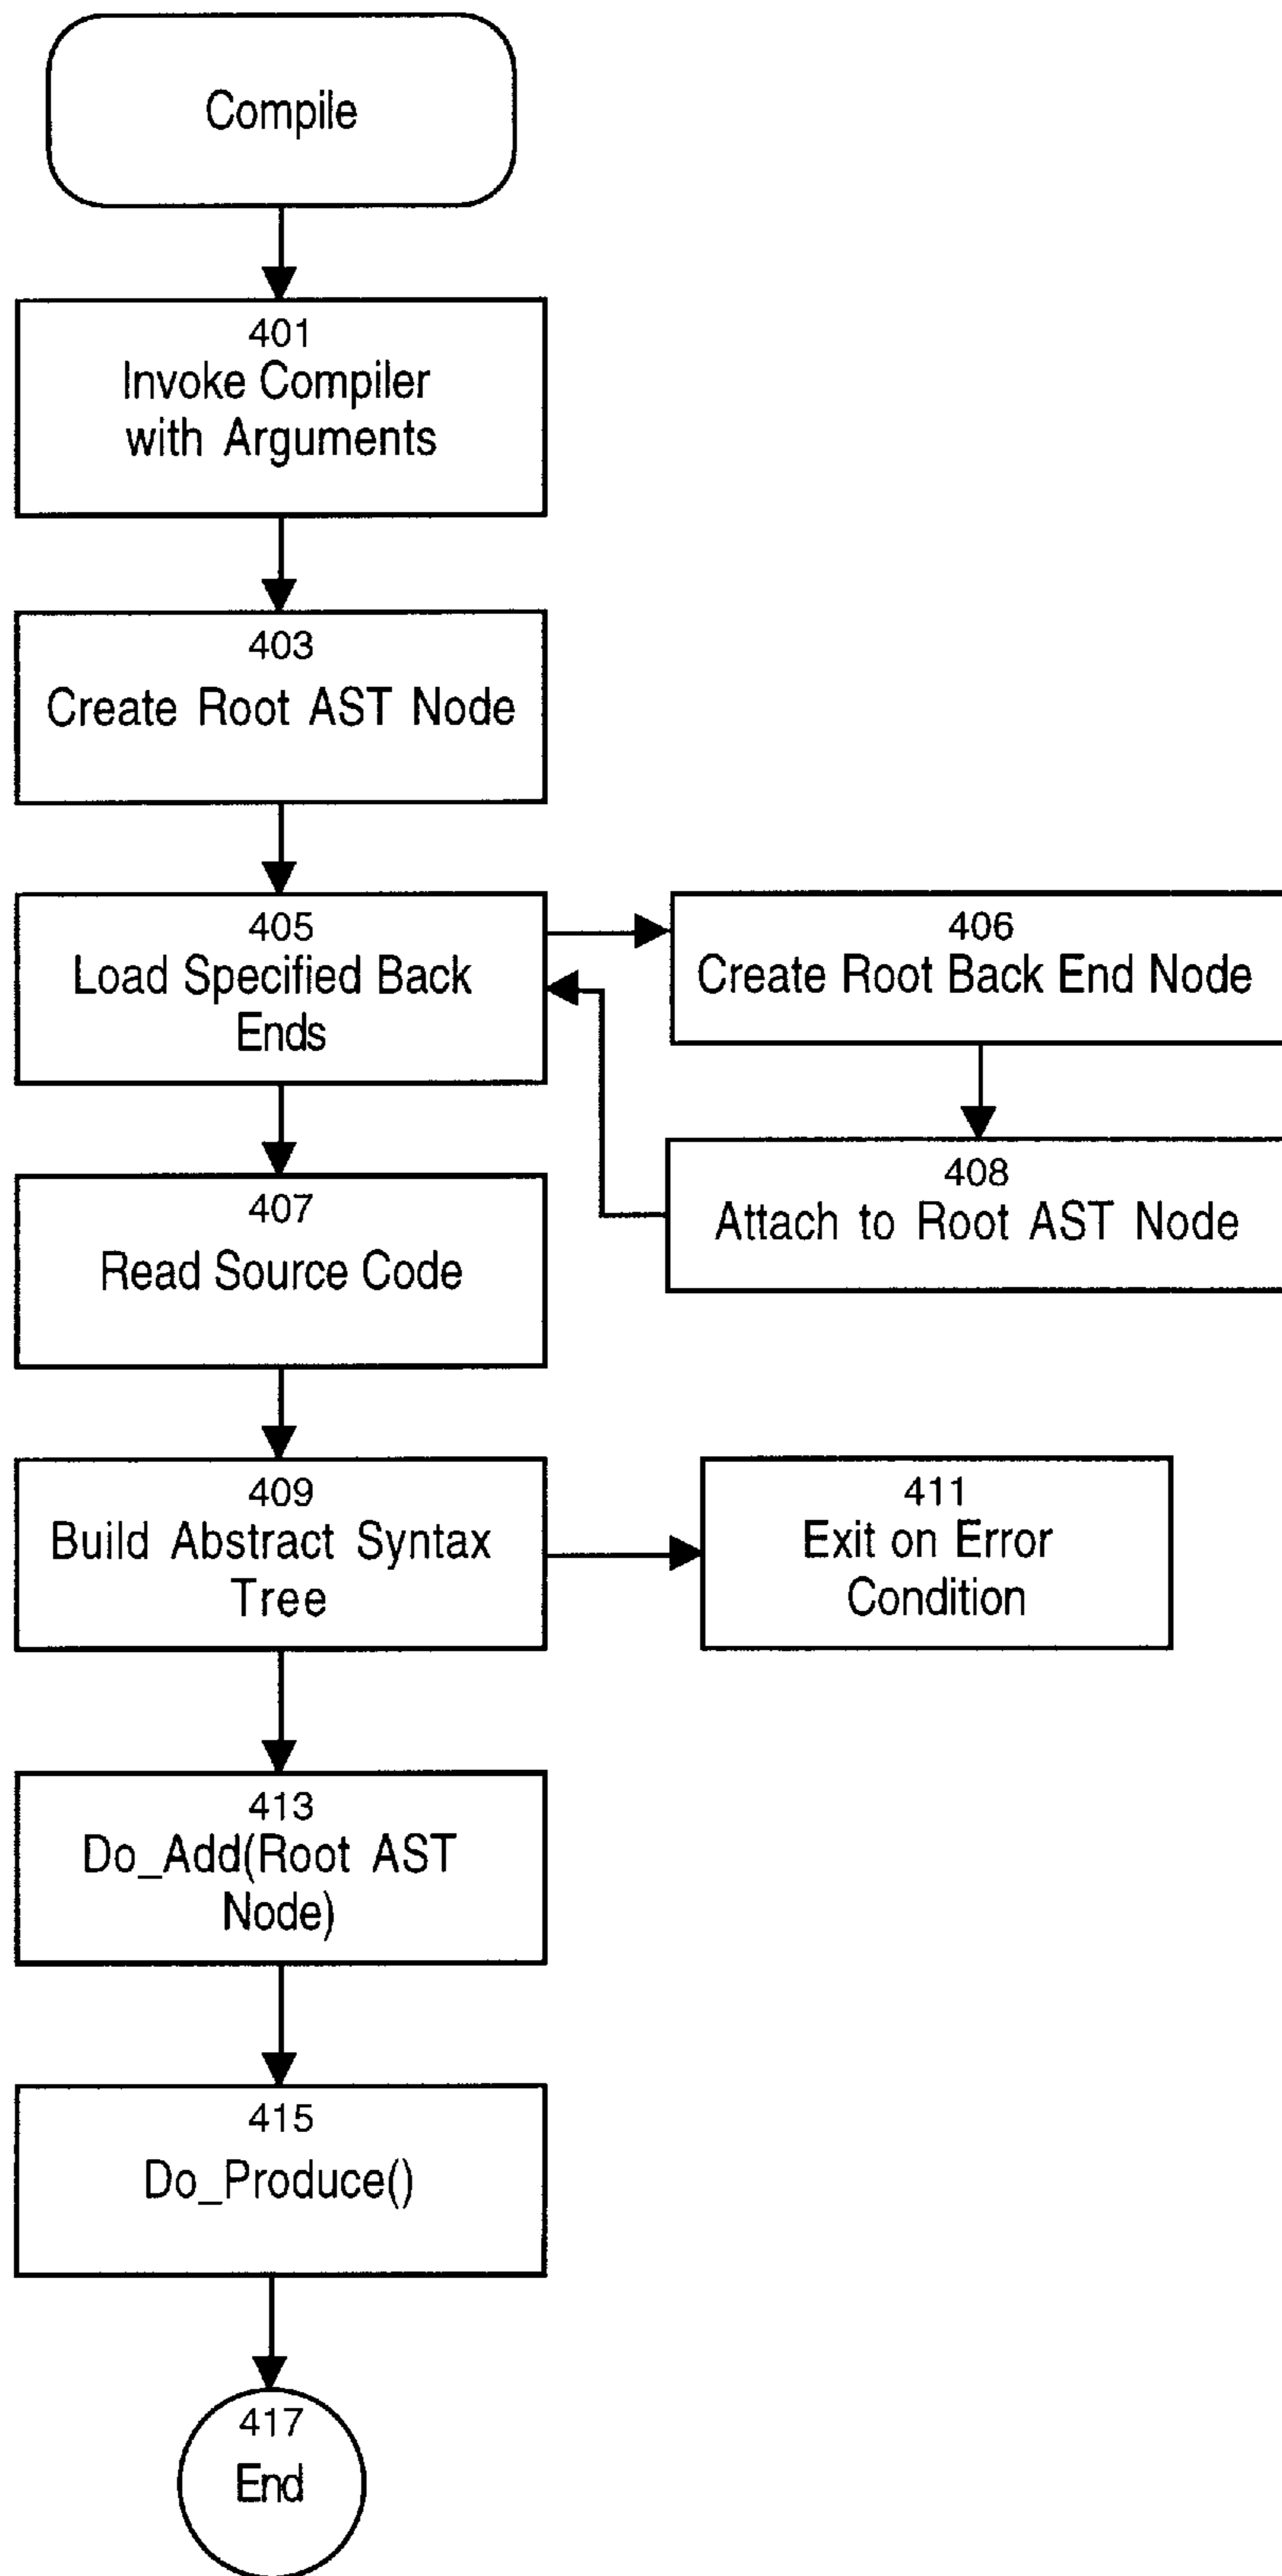 Compile
401
Invoke Compiler
with Arguments
403
Create Root AST Node
405
Load Specified Back
Ends
406
Create Root Back End Node
408
Attach to Root AST Node
407
Read Source Code
409
Build Abstract Syntax
Tree
411
Exit on Error
Condition
413
Do_Add(Root AST
Node)
415
Do_Produce()
417
End